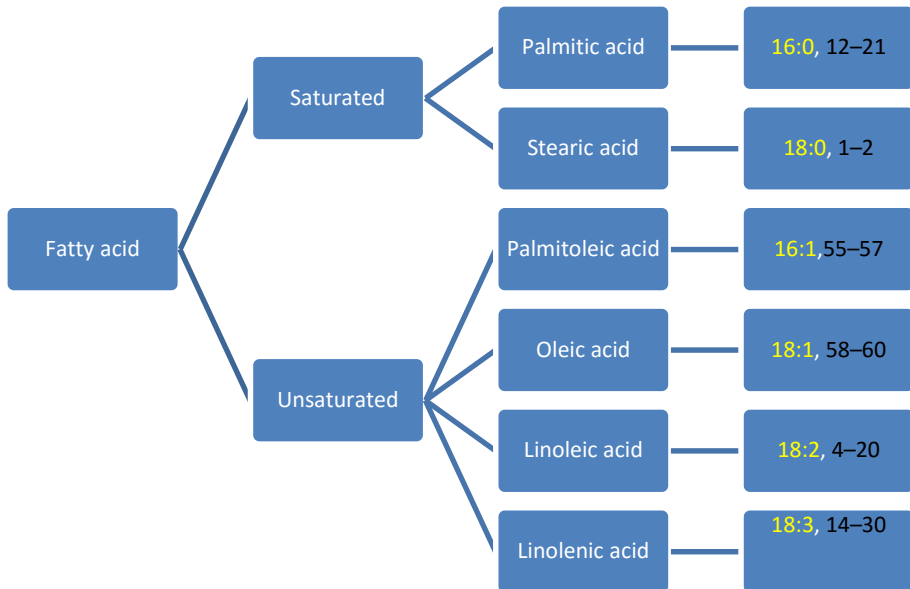 Palmitic acid
16:0, 12–21
Saturated
Stearic acid
18:0, 1–2
Fatty acid
Palmitoleic acid
16:1,55–57
Oleic acid
18:1, 58–60
Unsaturated
Linoleic acid
18:2, 4–20
Linolenic acid
18:3, 14–30